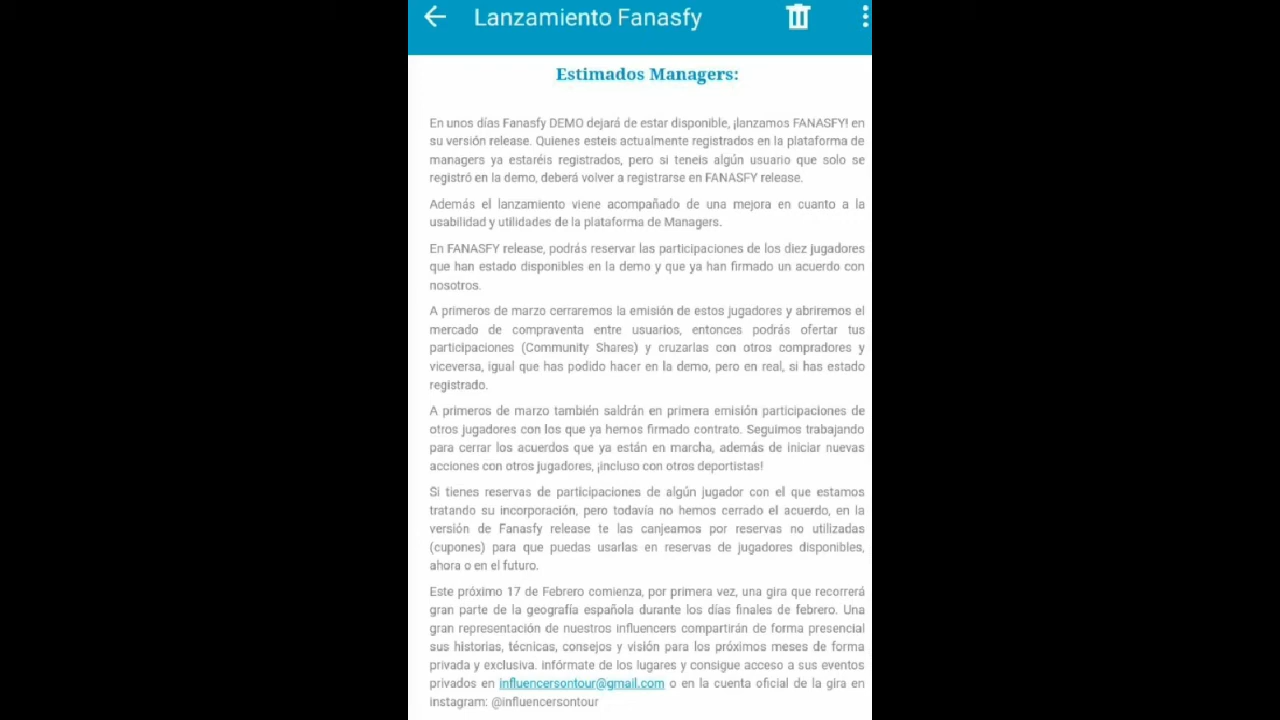 Lanzamiento Fanasfy
Estimados Managers:
En unos días Fanasfy DEMO dejará de estar disponible, ¡lanzamos FANASFY! en
su versión release. Quienes esteis actualmente registrados en la plataforma de
managers ya estaréis registrados, pero si teneis algún usuario que solo se
registró en la demo, deberá volver a registrarse en FANASFY release.
Además el lanzamiento viene acompañado de una mejora en cuanto a la
usabilidad y utilidades de la plataforma de Managers.
En FANASFY release, podrás reservar las participaciones de los diez jugadores
que han estado disponibles en la demo y que ya han firmado un acuerdo con
nosotros.
A primeros de marzo cerraremos la emisión de estos jugadores y abriremos el
mercado de compraventa entre usuarios, entonces podrás ofertar tus
participaciones (Community Shares) y cruzarlas con otros compradores y
viceversa, igual que has podido hacer en la demo, pero en real, si has estado
registrado.
A primeros de marzo también saldrán en primera emisión participaciones de
otros jugadores con los que ya hemos firmado contrato. Seguimos trabajando
para cerrar los acuerdos que ya están en marcha, además de iniciar nuevas
acciones con otros jugadores, ¡incluso con otros deportistas!
Si tienes reservas de participaciones de algún jugador con el que estamos
tratando su incorporación, pero todavía no hemos cerrado el acuerdo, en la
versión de Fanasfy release te las canjeamos por reservas no utilizadas
(cupones) para que puedas usarlas en reservas de jugadores disponibles,
ahora o en el futuro.
Este próximo 17 de Febrero comienza, por primera vez, una gira que recorrerá
gran parte de la geografía española durante los días finales de febrero. Una
gran representación de nuestros influencers compartirán de forma presencial
sus historias, técnicas, consejos y visión para los próximos meses de forma
privada y exclusiva. infórmate de los lugares y consigue acceso a sus eventos
privados en influencersontour@gmail.com o en la cuenta oficial de la gira en
instagram: @influencersontour